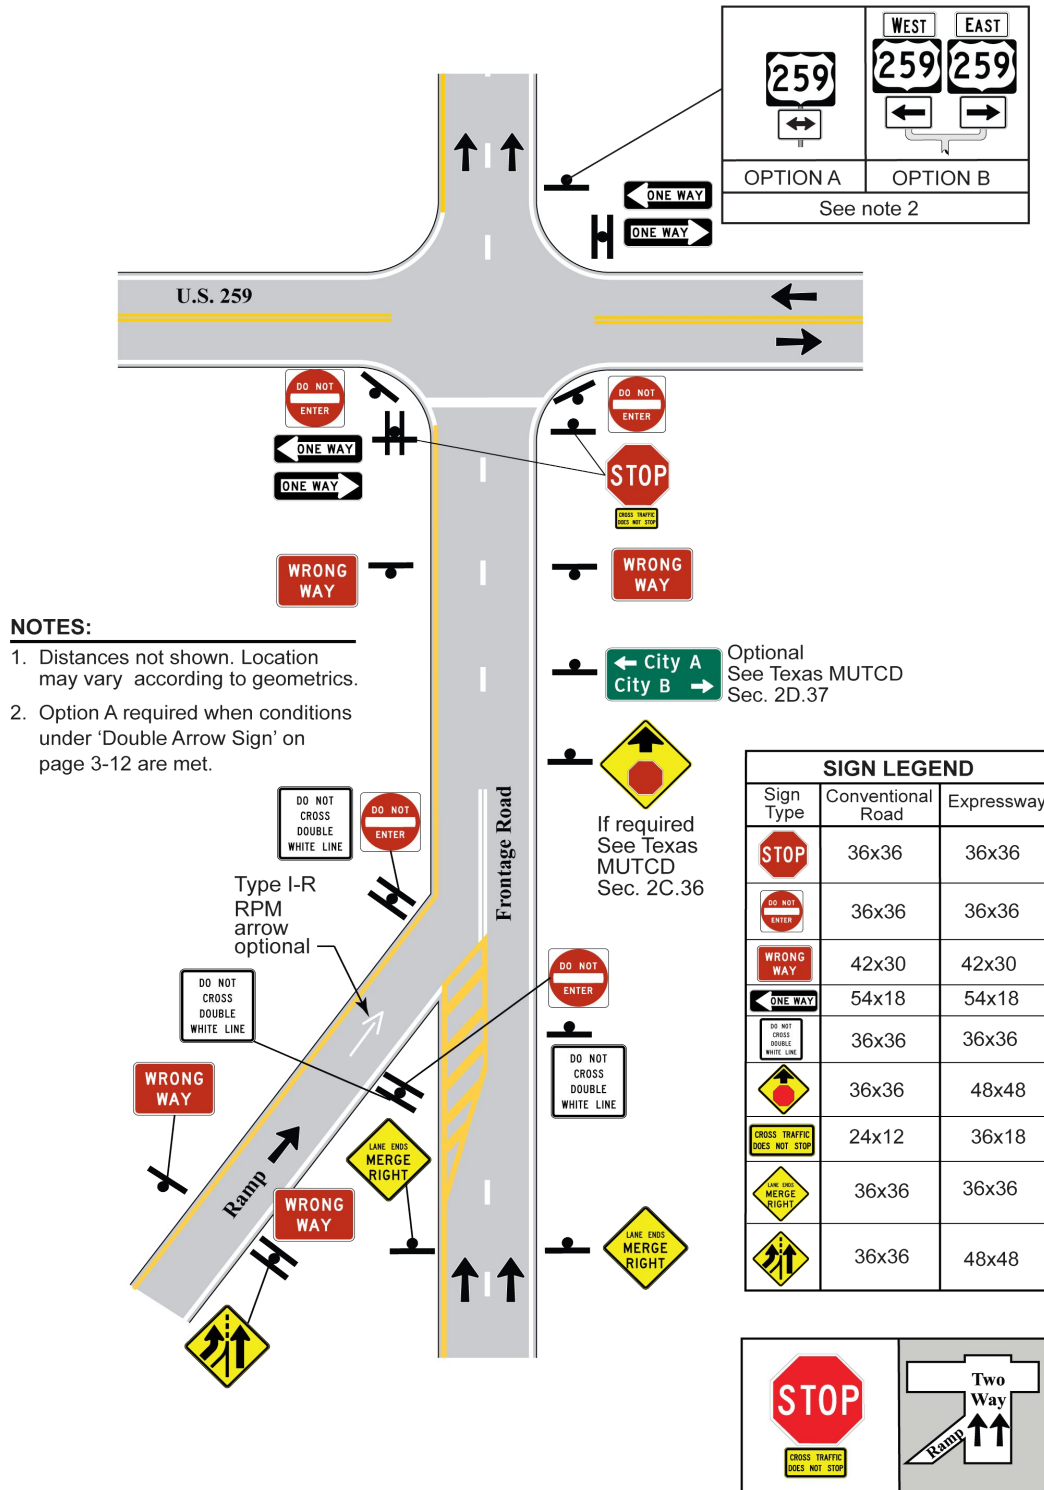 WEST
EAST
259
259
259
OPTION A
OPTION B
See note 2
ONE WAY
ONE WAY
U.S. 259
DO NOT
ENTER
DO NOT
ENTER
ONE WAY
ONE WAY
STOP
CROSS TRAFFIC
DOES NOT STOP
WRONG
WAY
WRONG
WAY
NOTES:
1. Distances not shown. Location
may vary according to geometrics.
2. Option A required when conditions
under ‘Double Arrow Sign’ on
page 3-12 are met.
City A
City B
Optional
See Texas MUTCD
Sec. 2D.37
If required
See Texas
MUTCD
Sec. 2C.36
DO NOT
CROSS
DOUBLE
WHITE LINE
DO NOT
ENTER
Frontage Road
Type I-R
RPM
arrow
optional
DO NOT
CROSS
DOUBLE
WHITE LINE
DO NOT
ENTER
DO NOT
CROSS
DOUBLE
WHITE LINE
WRONG
WAY
LANE ENDS
MERGE
RIGHT
Ramp
WRONG
WAY
LANE ENDS
MERGE
RIGHT
SIGN LEGEND
Sign
Type
Conventional
Road
Expressway
STOP
36x36
36x36
DO NOT
ENTER
36x36
36x36
WRONG
WAY
42x30
42x30
ONE WAY
54x18
54x18
DO NOT
CROSS
DOUBLE
WHITE LINE
36x36
36x36
36x36
48x48
CROSS TRAFFIC
DOES NOT STOP
24x12
36x18
LANE ENDS
MERGE
RIGHT
36x36
36x36
36x36
48x48
STOP
CROSS TRAFFIC
DOES NOT STOP
Two
Way
Ramp